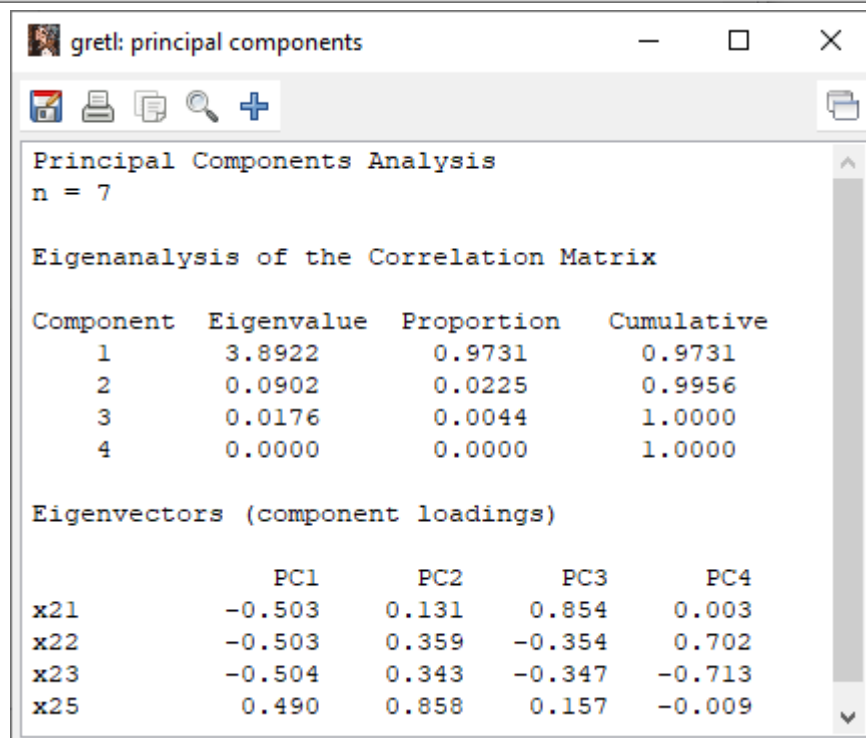 gretl: principal components
Principal Components Analysis
n = 7
Eigenanalysis of the Correlation Matrix
Component Eigenvalue Proportion Cumulative
1 3.8922 0.9731 0.9731
2 0.0902 0.0225 0.9956
3 0.0176 0.0044 1.0000
4 0.0000 0.0000 1.0000
Eigenvectors (component loadings)
PC1 PC2 PC3 PC4
x21 -0.503 0.131 0.854 0.003
x22 -0.503 0.359 -0.354 0.702
x23 -0.504 0.343 -0.347 -0.713
x25 0.490 0.858 0.157 -0.009